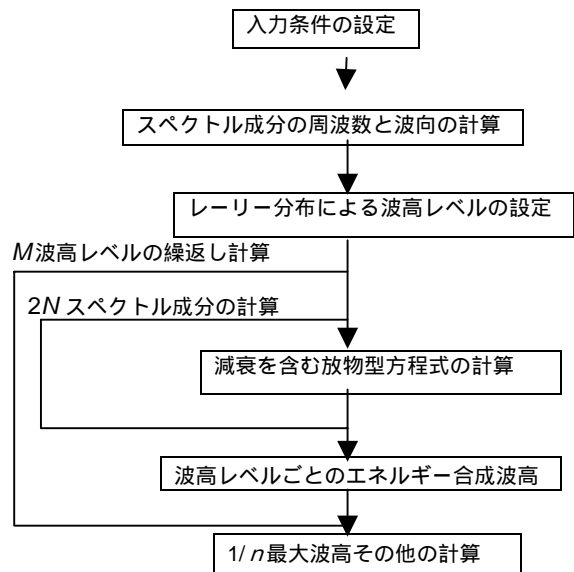 入力条件の設定
スペクトル成分の周波数と波向の計算
レーリー分布による波高レベルの設定
M波高レベルの繰返し計算
2Nスペクトル成分の計算
減衰を含む放物型方程式の計算
波高レベルごとのエネルギー合成波高
1/n最大波高その他の計算